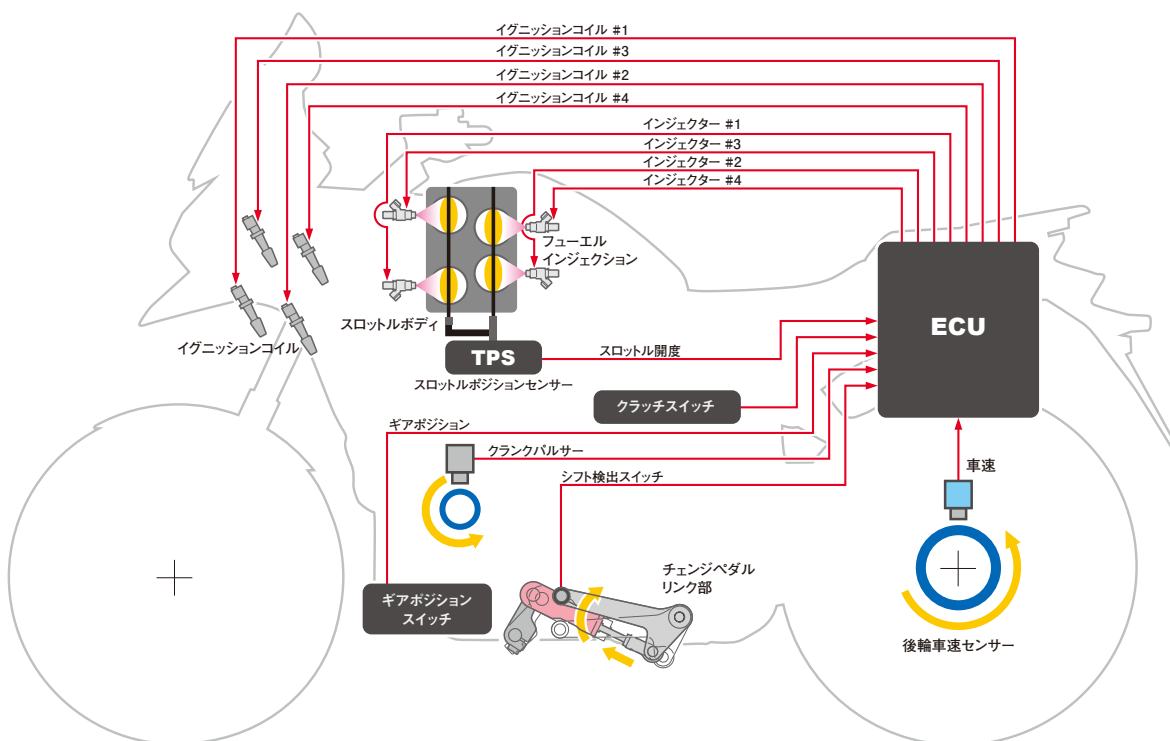 イグニッションコイル #1
イグニッションコイル #3
イグニッションコイル #2
イグニッションコイル #4
インジェクター #1
インジェクター #3
インジェクター #2
インジェクター #4
フューエル
インジェクション
スロットルボディ
イグニッションコイル
ECU
TPS
スロットル開度
スロットルポジションセンサー
クラッチスイッチ
ギアポジション
クランクパルサー
シフト検出スイッチ
車速
チェンジペダル
リンク部
ギアポジション
スイッチ
後輪車速センサー